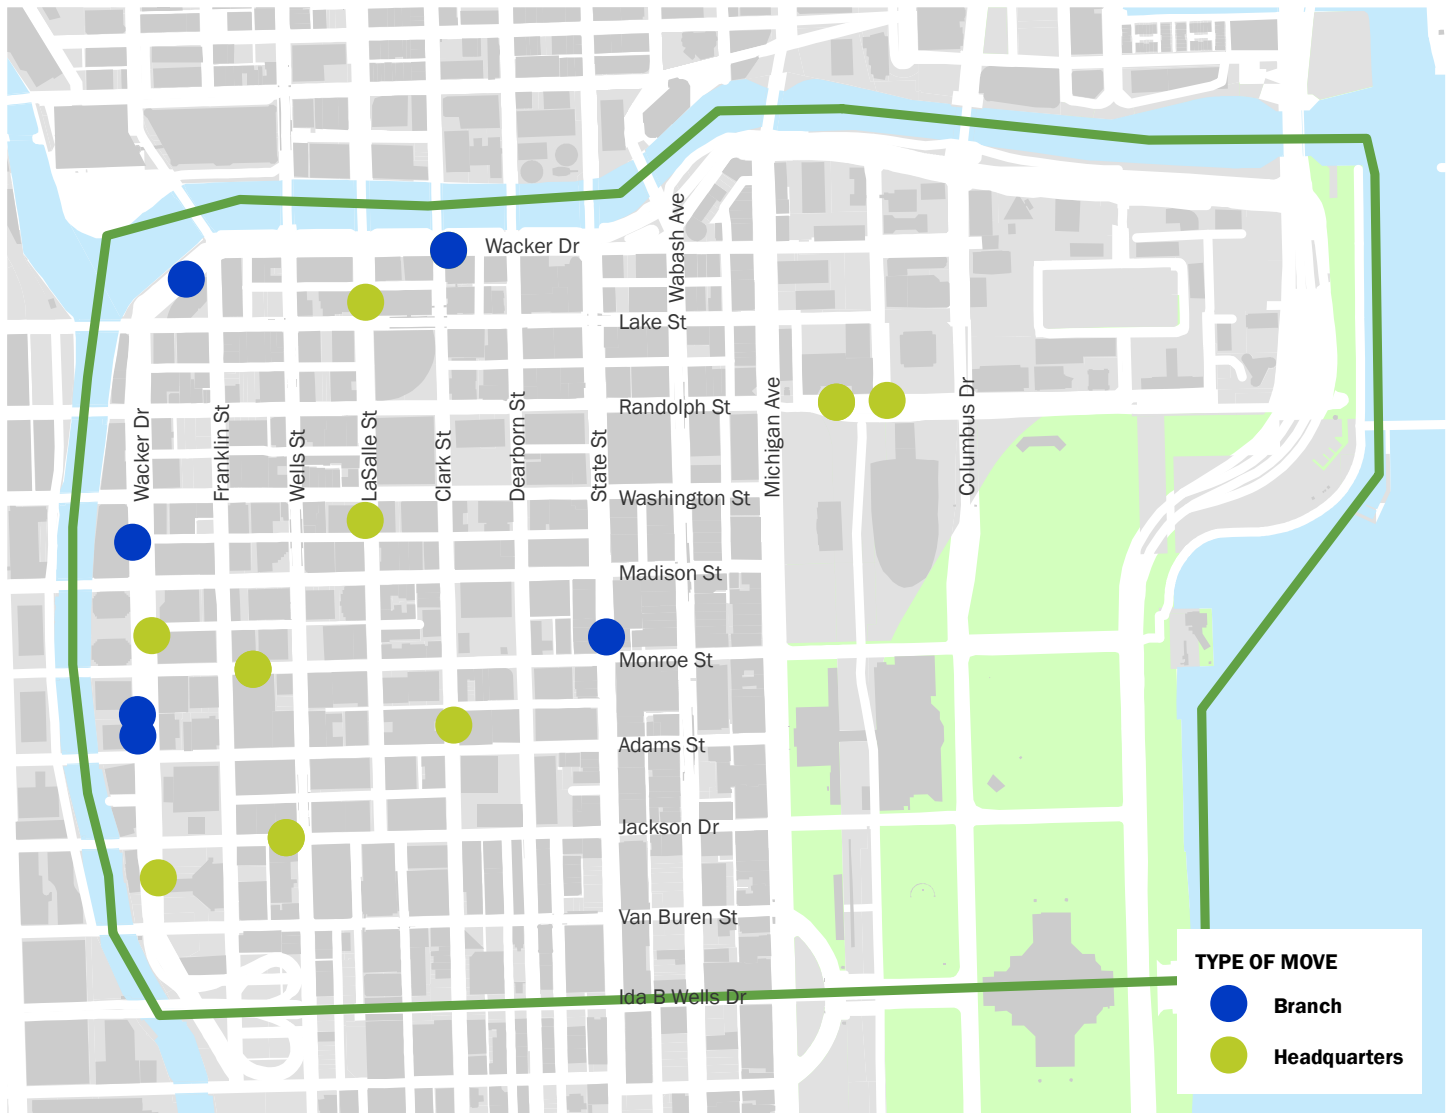 Wabash Ave
Wacker Dr
Lake St
Randolph St
Wacker Dr
Franklin St
Wells St
LaSalle St
Clark St
Dearborn St
State St
Michigan Ave
Columbus Dr
Washington St
Madison St
Monroe St
Adams St
Jackson Dr
Van Buren St
Ida B Wells Dr
TYPE OF MOVE
Branch
Headquarters